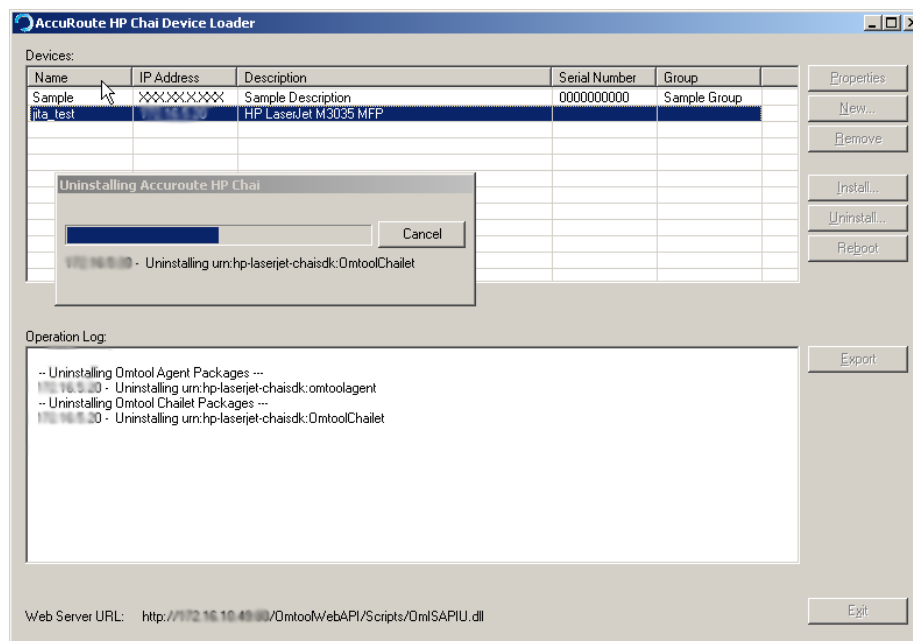 AccuRoute HP Chai Device Loader
Devices:
Name IP Address Description Serial Number Group
Sample XXX.XX.X.XXX Sample Description 0000000000 Sample Group
jita_test HP LaserJet M3035 MFP
Properties
New...
Remove
Install...
Uninstall...
Reboot
Uninstalling Accuroute HP Chai
Cancel
- Uninstalling urn:hp-laserjet-chaisdk:OmtoolChailet
Operation Log:
-- Uninstalling Omtool Agent Packages ---
- Uninstalling urn:hp-laserjet-chaisdk:omtoolagent
-- Uninstalling Omtool Chailet Packages ---
- Uninstalling urn:hp-laserjet-chaisdk:OmtoolChailet
Export
Web Server URL: http:// /OmtoolWebAPI/Scripts/OmISAPIU.dll
Exit